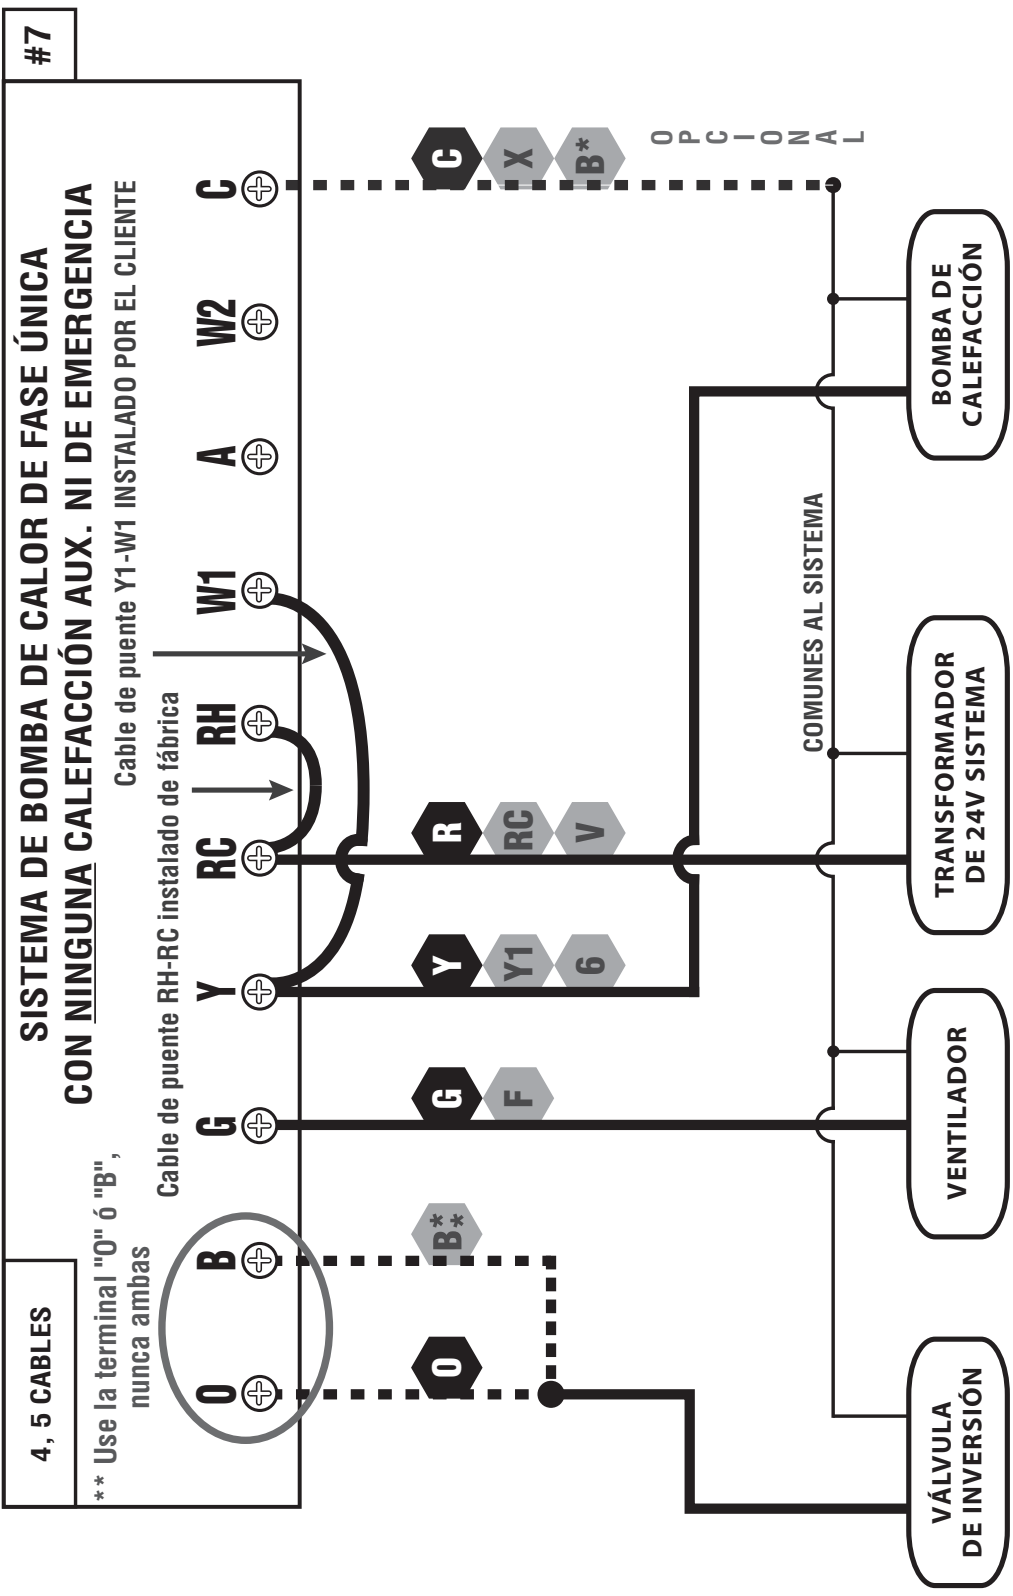 4, 5 CABLES
#7
SISTEMA DE BOMBA DE CALOR DE FASE ÚNICA
CON NINGUNA CALEFACCIÓN AUX. NI DE EMERGENCIA
** Use la terminal "O" ó "B",
nunca ambas
Cable de puente Y1-W1 INSTALADO POR EL CLIENTE
Cable de puente RH-RC instalado de fábrica
O
B
G
Y
RC
RH
W1
A
W2
C
O
B**
G
F
Y
Y1
6
R
RC
V
C
X
B*
OPCIONAL
COMUNES AL SISTEMA
VÁLVULA
DE INVERSIÓN
VENTILADOR
TRANSFORMADOR
DE 24V SISTEMA
BOMBA DE
CALEFACCIÓN